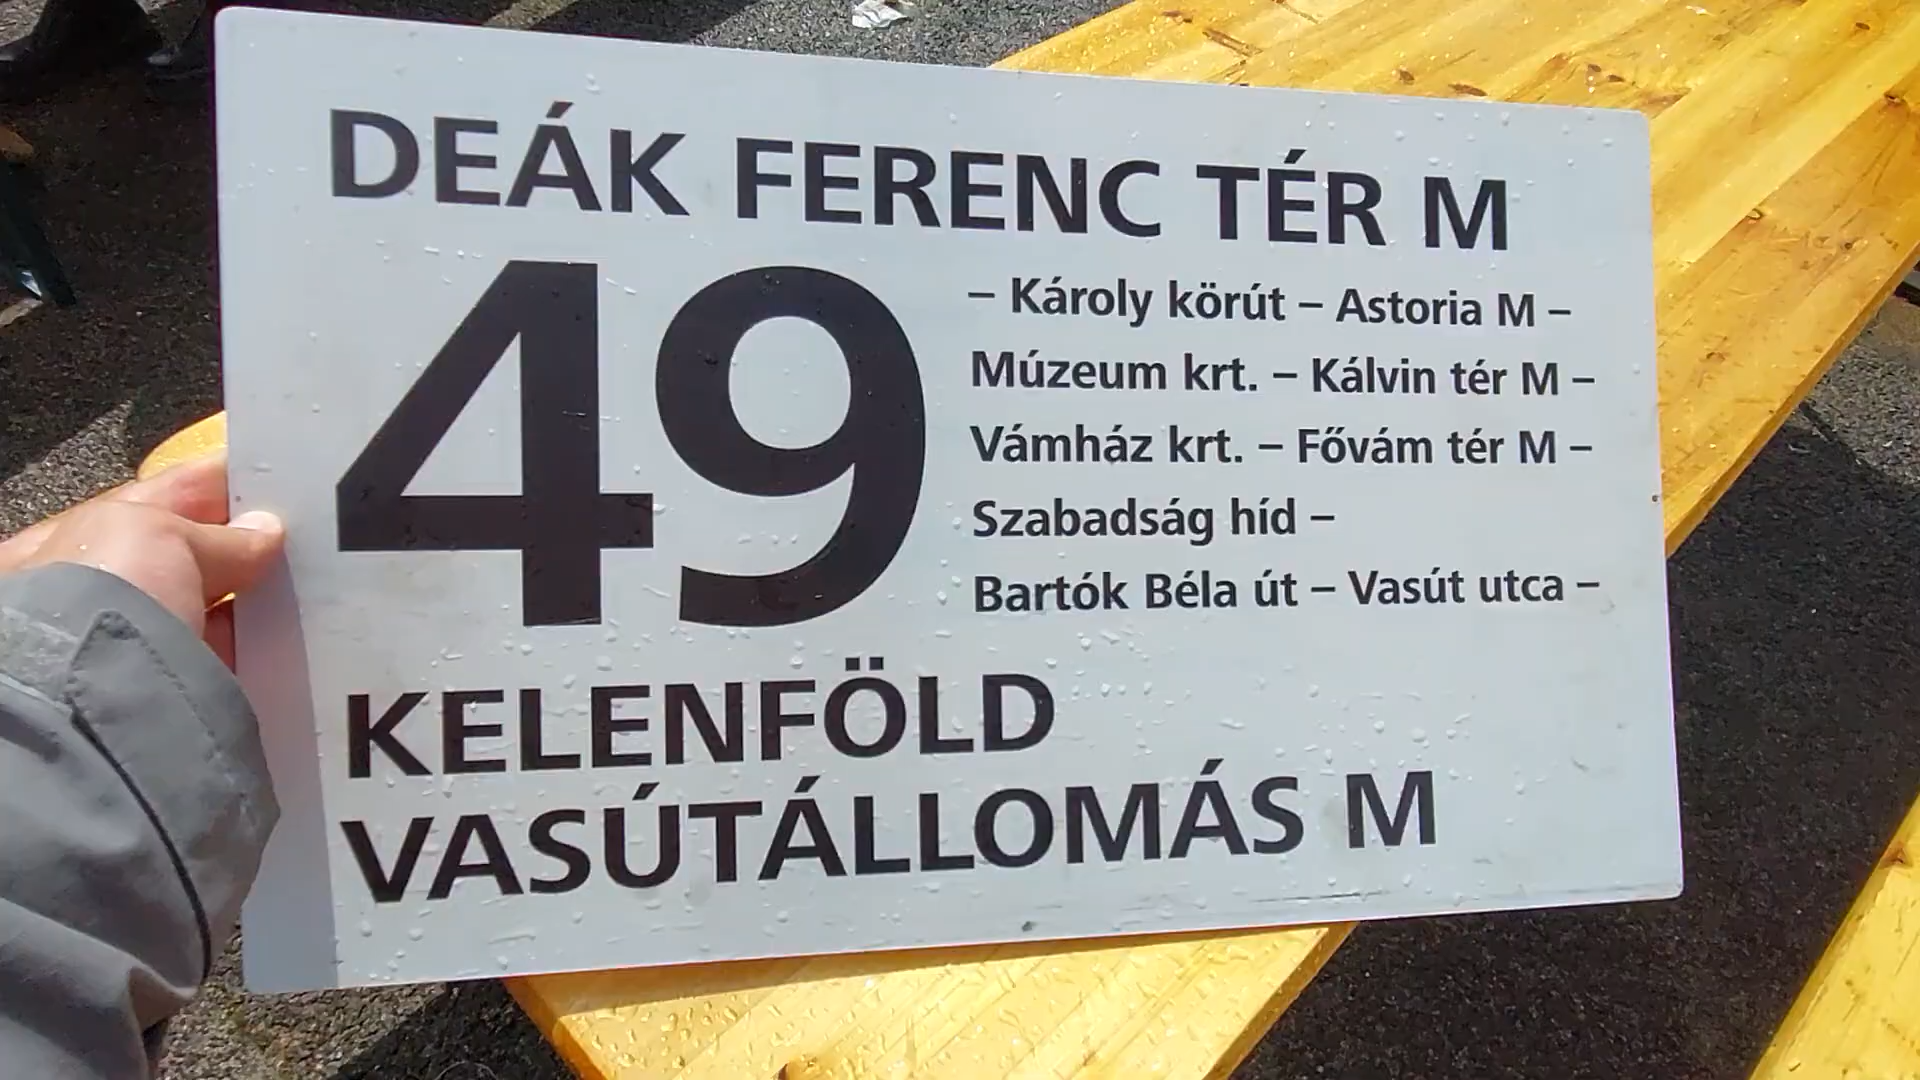 DEÁK FERENC TÉR M
49
– Károly körút – Astoria M –
Múzeum krt. – Kálvin tér M –
Vámház krt. – Fővám tér M –
Szabadság híd –
Bartók Béla út – Vasút utca –
KELENFÖLD
VASÚTÁLLOMÁS M